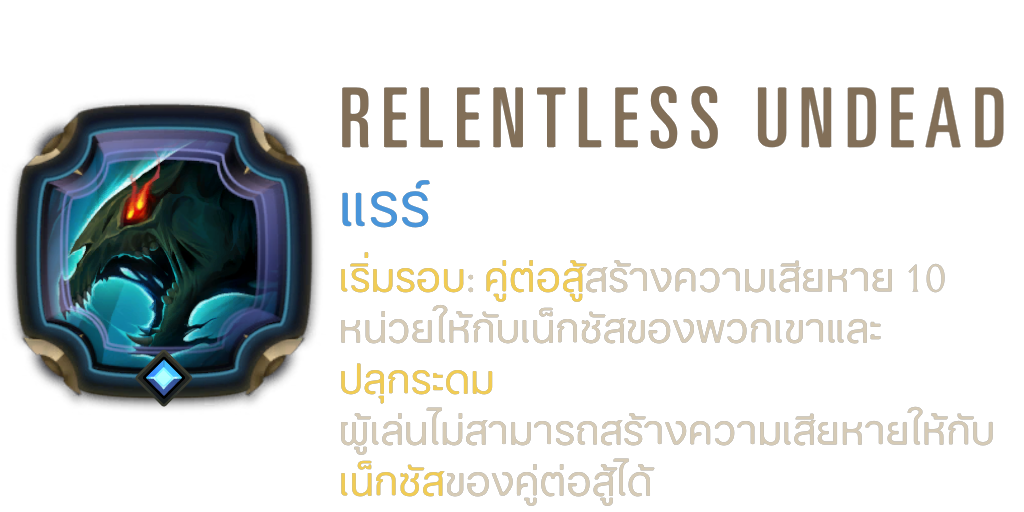 RELENTLESS UNDEAD
แรร์
เริ่มรอบ: คู่ต่อสู้สร้างความเสียหาย 10
หน่วยให้กับเน็กซัสของพวกเขาและ
ปลุกระดม
ผู้เล่นไม่สามารถสร้างความเสียหายให้กับ
เน็กซัสของคู่ต่อสู้ได้